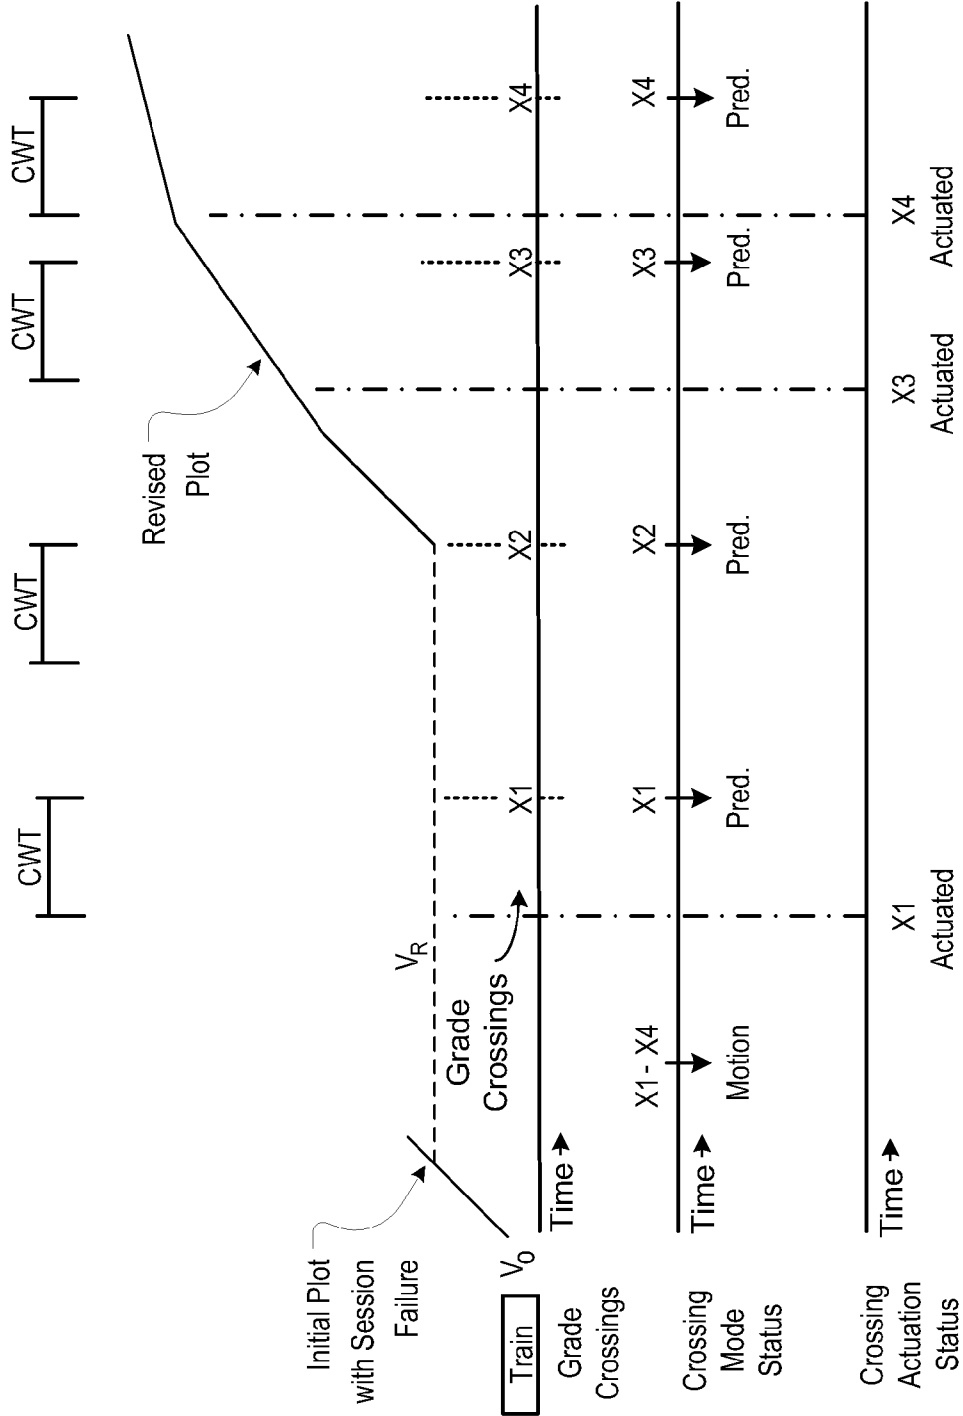 CWT
CWT
CWT
CWT
Initial Plot
with Session
Failure
Revised
Plot
VR
V0
Grade
Crossings
Train
X1
X2
X3
X4
Grade
Crossings
Time
X1 - X4
X1
X2
X3
X4
Motion
Pred.
Pred.
Pred.
Pred.
Crossing
Mode
Status
Time
Crossing
Actuation
Status
Time
X1
Actuated
X3
Actuated
X4
Actuated